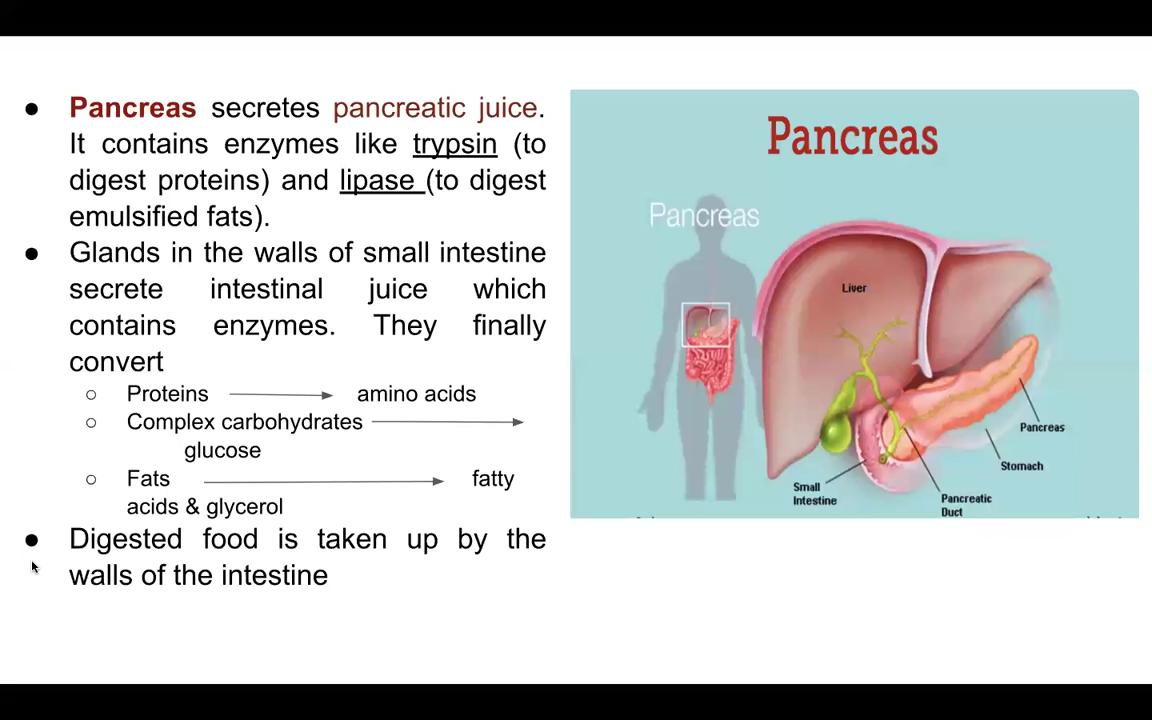 ● Pancreas secretes pancreatic juice.
It contains enzymes like trypsin (to
digest proteins) and lipase (to digest
emulsified fats).
● Glands in the walls of small intestine
secrete intestinal juice which
contains enzymes. They finally
convert
○ Proteins → amino acids
○ Complex carbohydrates →
glucose
○ Fats → fatty
acids & glycerol
● Digested food is taken up by the
walls of the intestine
Pancreas
Pancreas
Liver
Pancreas
Stomach
Small
Intestine
Pancreatic
Duct